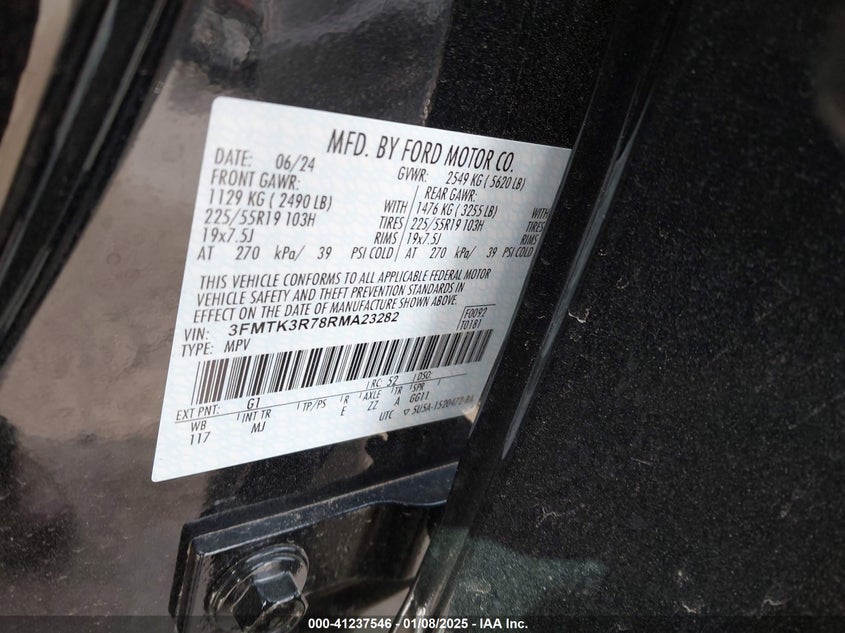 MFD. BY FORD MOTOR CO.
DATE: 06/24 GVWR: 2549 KG ( 5620 LB)
FRONT GAWR: REAR GAWR:
1129 KG ( 2490 LB) WITH 1476 KG ( 3255 LB) WITH
225/55R19 103H TIRES 225/55R19 103H TIRES
19x7.5J RIMS 19x7.5J RIMS
AT 270 kPa/ 39 PSI COLD AT 270 kPa/ 39 PSI COLD
THIS VEHICLE CONFORMS TO ALL APPLICABLE FEDERAL MOTOR
VEHICLE SAFETY AND THEFT PREVENTION STANDARDS IN
EFFECT ON THE DATE OF MANUFACTURE SHOWN ABOVE.
VIN: 3FMTK3R78RMA23282 F0092
TYPE: MPV T0181
EXT PNT: G1 RC: 52 DSO:
WB INT TR TP/PS R AXLE TR SPR
117 MJ E ZZ A GG11
UTC
000-41237546 - 01/08/2025 - IAA Inc.